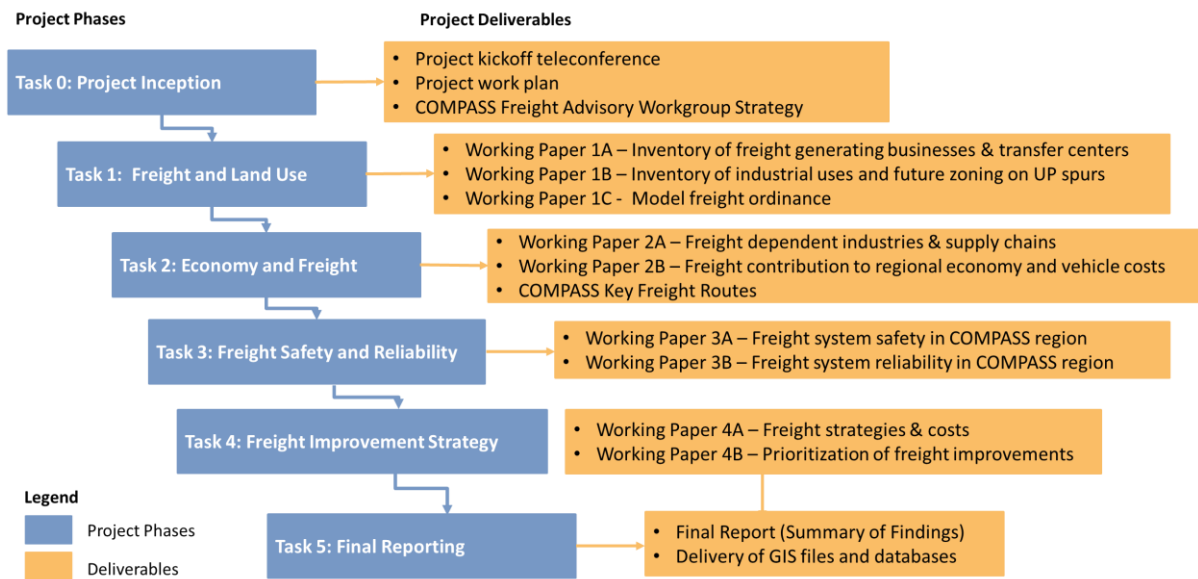 Project Phases
Project Deliverables
Task 0: Project Inception
• Project kickoff teleconference
• Project work plan
• COMPASS Freight Advisory Workgroup Strategy
Task 1:  Freight and Land Use
• Working Paper 1A – Inventory of freight generating businesses & transfer centers
• Working Paper 1B – Inventory of industrial uses and future zoning on UP spurs
• Working Paper 1C -  Model freight ordinance
Task 2: Economy and Freight
• Working Paper 2A – Freight dependent industries & supply chains
• Working Paper 2B – Freight contribution to regional economy and vehicle costs
• COMPASS Key Freight Routes
Task 3: Freight Safety and Reliability
• Working Paper 3A – Freight system safety in COMPASS region
• Working Paper 3B – Freight system reliability in COMPASS region
Task 4: Freight Improvement Strategy
• Working Paper 4A – Freight strategies & costs
• Working Paper 4B – Prioritization of freight improvements
Task 5: Final Reporting
• Final Report (Summary of Findings)
• Delivery of GIS files and databases
Legend
Project Phases
Deliverables